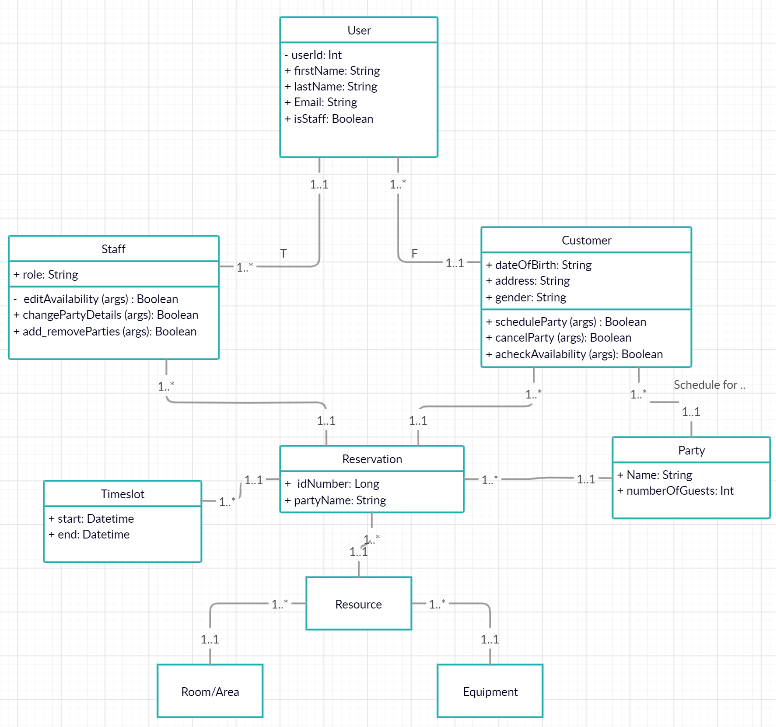 User
- userId: Int
+ firstName: String
+ lastName: String
+ Email: String
+ isStaff: Boolean
1..1
1..*
T
F
1..*
1..1
Staff
+ role: String
- editAvailability (args) : Boolean
+ changePartyDetails (args): Boolean
+ add_removeParties (args): Boolean
Customer
+ dateOfBirth: String
+ address: String
+ gender: String
+ scheduleParty (args) : Boolean
+ cancelParty (args): Boolean
+ acheckAvailability (args): Boolean
1..*
1..*
1..*
Schedule for ..
1..1
1..1
1..1
Reservation
+ idNumber: Long
+ partyName: String
Party
+ Name: String
+ numberOfGuests: Int
1..1
1..*
1..*
1..1
Timeslot
+ start: Datetime
+ end: Datetime
1..*
1..1
Resource
1..*
1..*
1..1
1..1
Room/Area
Equipment